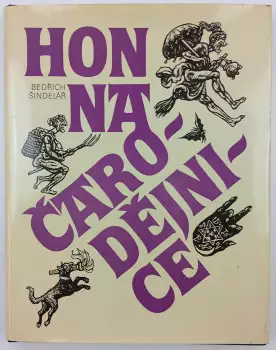 HON
BEDŘICH
ŠINDELÁŘ
NA
ČARO-
DĚJNI-
CE